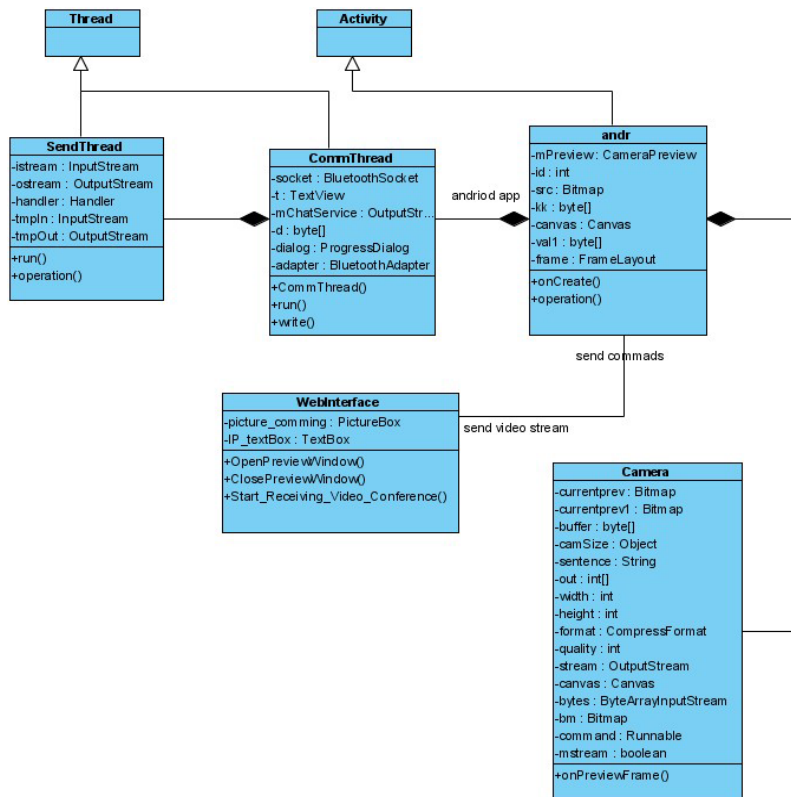 Thread
Activity
SendThread
-istream : InputStream
-ostream : OutputStream
-handler : Handler
-tmpIn : InputStream
-tmpOut : OutputStream
+run()
+operation()
CommThread
-socket : BluetoothSocket
-t : TextView
-mChatService : OutputStr...
-d : byte[]
-dialog : ProgressDialog
-adapter : BluetoothAdapter
+CommThread()
+run()
+write()
andriod app
andr
-mPreview : CameraPreview
-id : int
-src : Bitmap
-kk : byte[]
-canvas : Canvas
-val1 : byte[]
-frame : FrameLayout
+onCreate()
+operation()
send commads
WebInterface
-picture_comming : PictureBox
-IP_textBox : TextBox
+OpenPreviewWindow()
+ClosePreviewWindow()
+Start_Receiving_Video_Conference()
send video stream
Camera
-currentprev : Bitmap
-currentprev1 : Bitmap
-buffer : byte[]
-camSize : Object
-sentence : String
-out : int[]
-width : int
-height : int
-format : CompressFormat
-quality : int
-stream : OutputStream
-canvas : Canvas
-bytes : ByteArrayInputStream
-bm : Bitmap
-command : Runnable
-mstream : boolean
+onPreviewFrame()